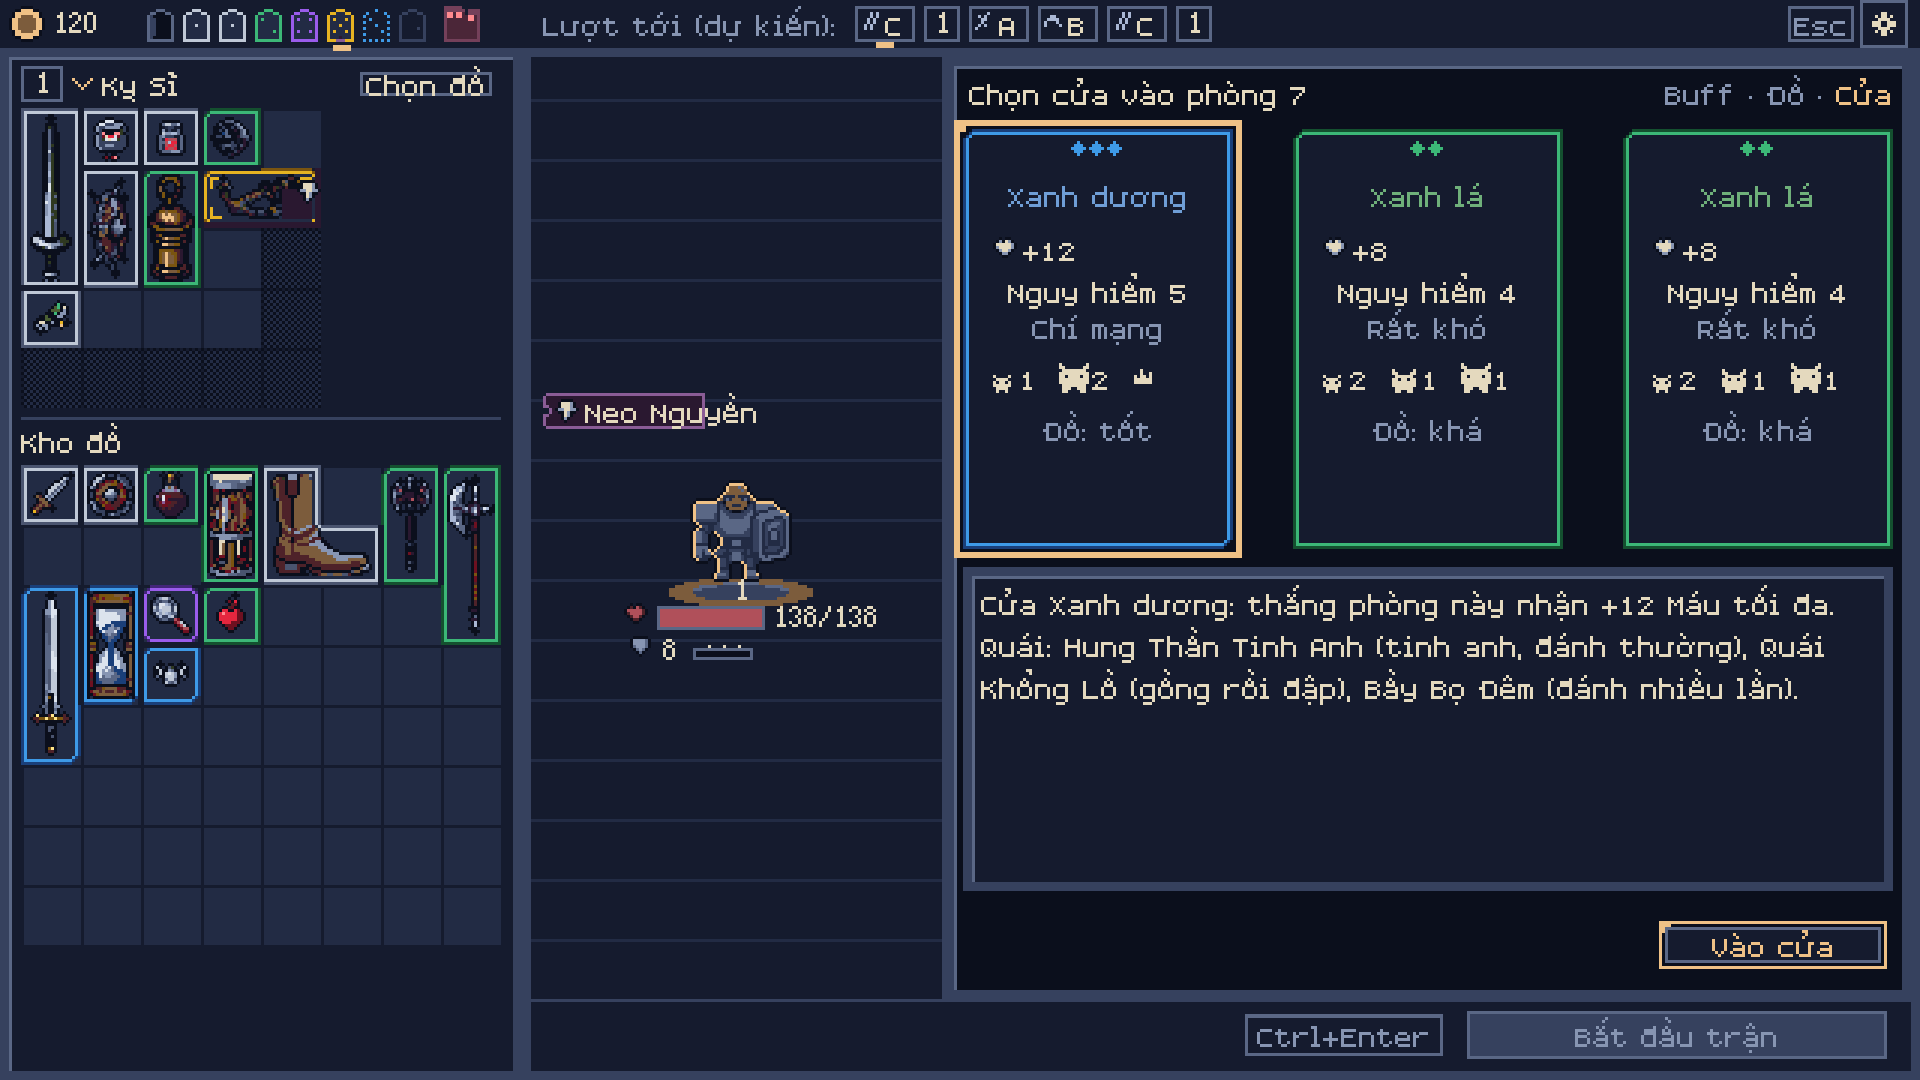 120
Lượt tới (dự kiến): C 1 A B C 1
Esc
1 Kỵ Sĩ
Chọn đồ
Kho đồ
Neo Nguyền
1
138/138
8
Chọn cửa vào phòng 7
Buff · Đồ · Cửa
Xanh dương
+12
Nguy hiểm 5
Chí mạng
1 2
Đồ: tốt
Xanh lá
+8
Nguy hiểm 4
Rất khó
2 1 1
Đồ: khá
Xanh lá
+8
Nguy hiểm 4
Rất khó
2 1 1
Đồ: khá
Cửa Xanh dương: thắng phòng này nhận +12 Máu tối đa.
Quái: Hung Thần Tinh Anh (tinh anh, đánh thường), Quái
Khổng Lồ (gồng rồi đập), Bầy Bọ Đêm (đánh nhiều lần).
Vào cửa
Ctrl+Enter
Bắt đầu trận